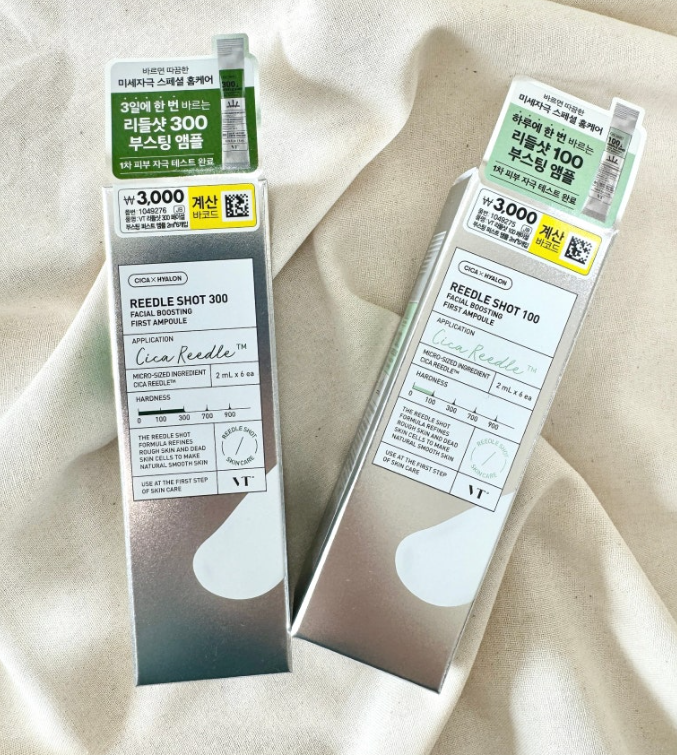 바르면 따끔한
미세자극 스페셜 홈케어
3일에 한 번 바르는
리들샷 300
부스팅 앰플
1차 피부 자극 테스트 완료
₩3,000
품번: 1049276
계산
바코드
CICA × HYALON
REEDLE SHOT 300
FACIAL BOOSTING
FIRST AMPOULE
APPLICATION
Cica Reedle™
MICRO-SIZED INGREDIENT
CICA REEDLE™
2 mL x 6 ea
HARDNESS
0 100 300 700 900
THE REEDLE SHOT
FORMULA REFINES
ROUGH SKIN AND DEAD
SKIN CELLS TO MAKE
NATURAL SMOOTH SKIN
REEDLE SHOT
SKIN CARE
USE AT THE FIRST STEP
OF SKIN CARE
VT
바르면 따끔한
미세자극 스페셜 홈케어
하루에 한 번 바르는
리들샷 100
부스팅 앰플
1차 피부 자극 테스트 완료
₩3,000
품번: 1049275
계산
바코드
CICA × HYALON
REEDLE SHOT 100
FACIAL BOOSTING
FIRST AMPOULE
APPLICATION
Cica Reedle™
MICRO-SIZED INGREDIENT
CICA REEDLE™
2 mL x 6 ea
HARDNESS
0 100 300 700 900
THE REEDLE SHOT
FORMULA REFINES
ROUGH SKIN AND DEAD
SKIN CELLS TO MAKE
NATURAL SMOOTH SKIN
REEDLE SHOT
SKIN CARE
USE AT THE FIRST STEP
OF SKIN CARE
VT